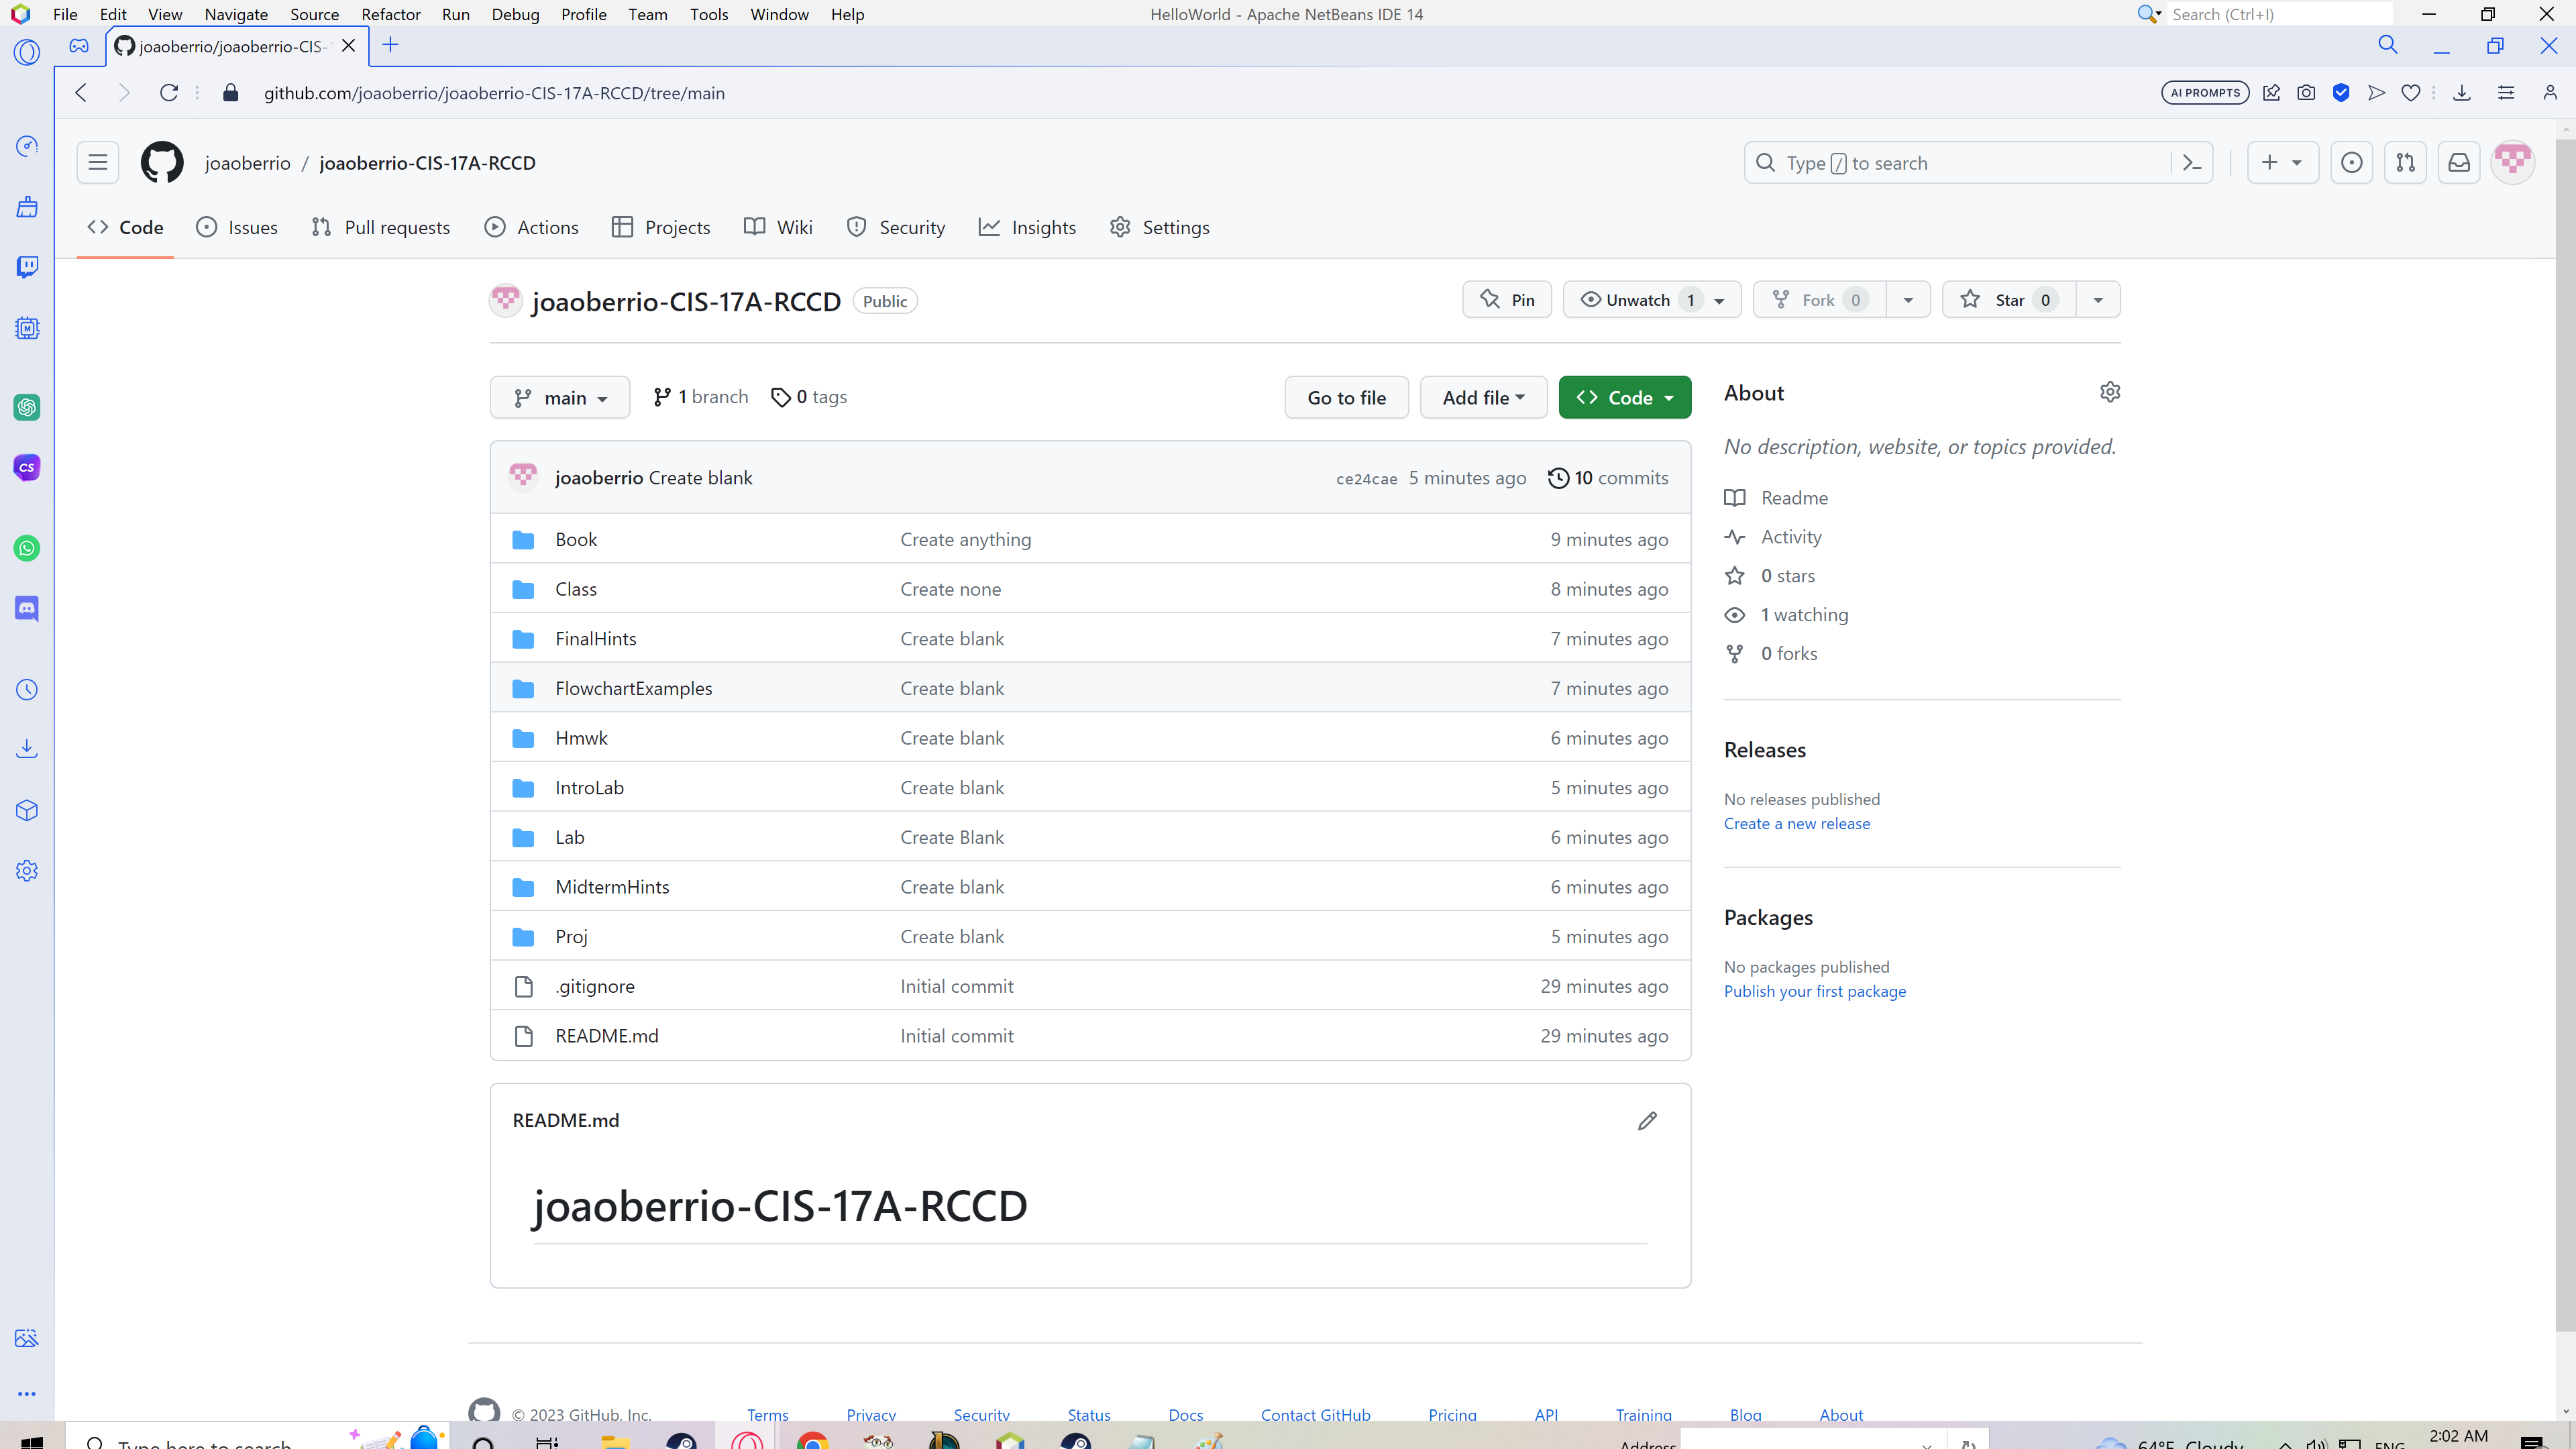 File Edit View Navigate Source Refactor Run Debug Profile Team Tools Window Help HelloWorld - Apache NetBeans IDE 14 Search (Ctrl+I)
joaoberrio/joaoberrio-CIS-
github.com/joaoberrio/joaoberrio-CIS-17A-RCCD/tree/main AI PROMPTS
joaoberrio / joaoberrio-CIS-17A-RCCD Type / to search
Code Issues Pull requests Actions Projects Wiki Security Insights Settings
joaoberrio-CIS-17A-RCCD Public Pin Unwatch 1 Fork 0 Star 0
main 1 branch 0 tags Go to file Add file Code About
No description, website, or topics provided.
joaoberrio Create blank ce24cae 5 minutes ago 10 commits
Readme
Book Create anything 9 minutes ago
Activity
Class Create none 8 minutes ago
0 stars
1 watching
FinalHints Create blank 7 minutes ago
0 forks
FlowchartExamples Create blank 7 minutes ago
Hmwk Create blank 6 minutes ago
Releases
IntroLab Create blank 5 minutes ago
No releases published
Create a new release
Lab Create Blank 6 minutes ago
MidtermHints Create blank 6 minutes ago
Packages
Proj Create blank 5 minutes ago
No packages published
.gitignore Initial commit 29 minutes ago
Publish your first package
README.md Initial commit 29 minutes ago
README.md
joaoberrio-CIS-17A-RCCD
© 2023 GitHub, Inc. Terms Privacy Security Status Docs Contact GitHub Pricing API Training Blog About
Type here to search Address 64°F Cloudy ENG 2:02 AM